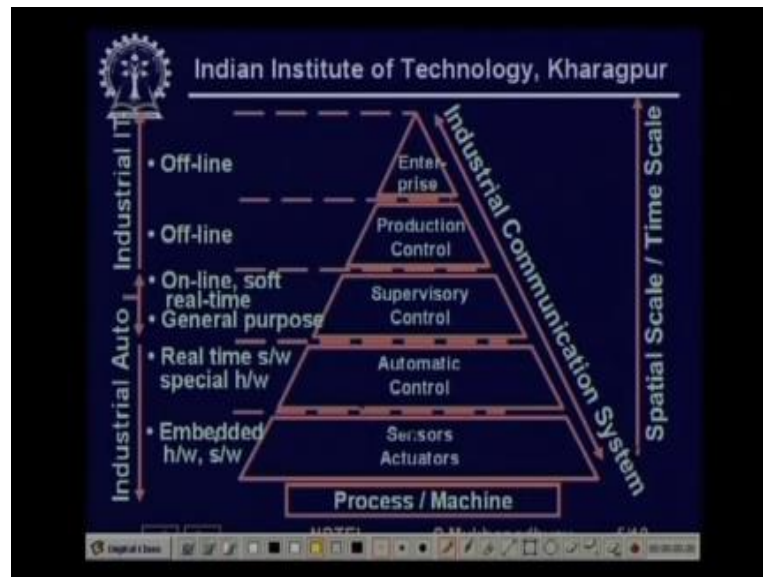 Indian Institute of Technology, Kharagpur
Industrial IT
Industrial Auto
• Off-line
• Off-line
• On-line, soft
real-time
• General purpose
• Real time s/w
special h/w
• Embedded
h/w, s/w
Enter-
prise
Production
Control
Supervisory
Control
Automatic
Control
Sensors
Actuators
Process / Machine
Industrial Communication System
Spatial Scale / Time Scale